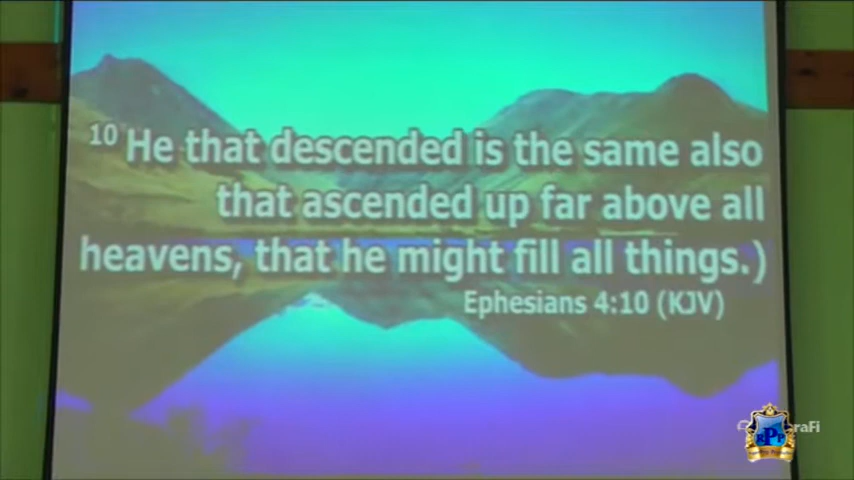 10 He that descended is the same also
that ascended up far above all
heavens, that he might fill all things.)
Ephesians 4:10 (KJV)